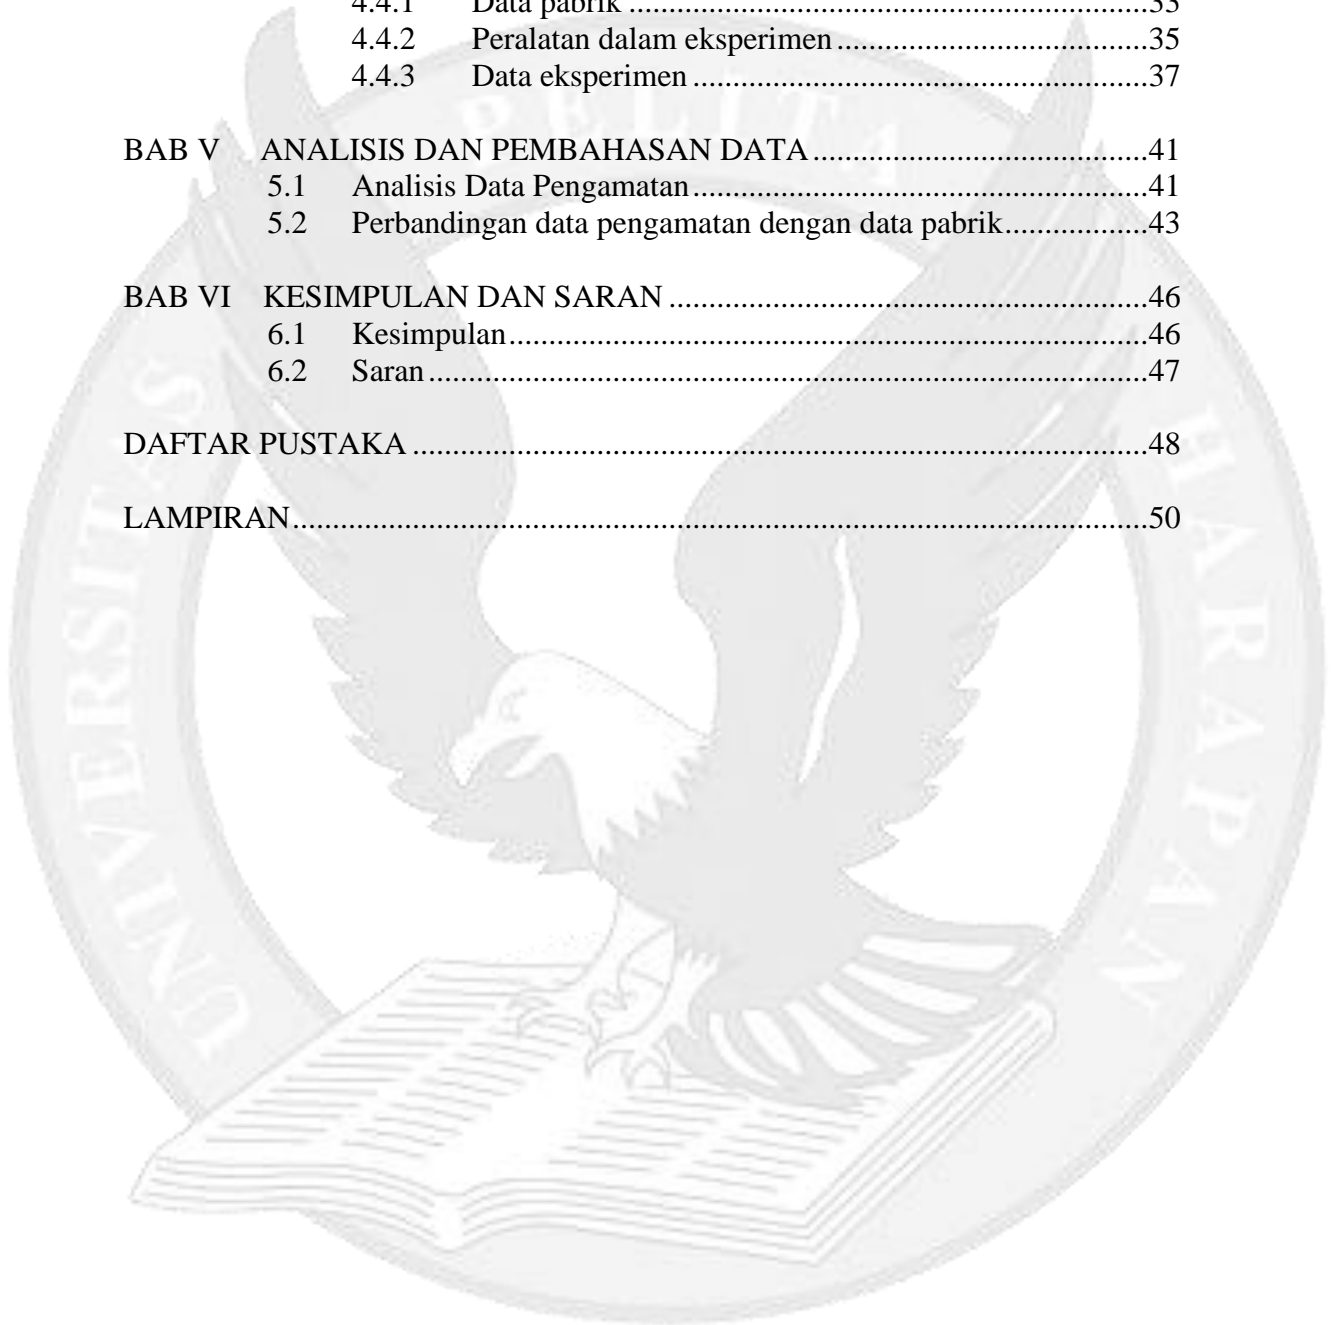 4.4.1 Data pabrik ........................................................33
4.4.2 Peralatan dalam eksperimen ..................................35
4.4.3 Data eksperimen .................................................37
BAB V ANALISIS DAN PEMBAHASAN DATA ....................................41
5.1 Analisis Data Pengamatan .................................................41
5.2 Perbandingan data pengamatan dengan data pabrik ..................43
BAB VI KESIMPULAN DAN SARAN ...................................................46
6.1 Kesimpulan .....................................................................46
6.2 Saran ..............................................................................47
DAFTAR PUSTAKA ...............................................................................48
LAMPIRAN ............................................................................................50
UNIVERSITAS PELITA HARAPAN